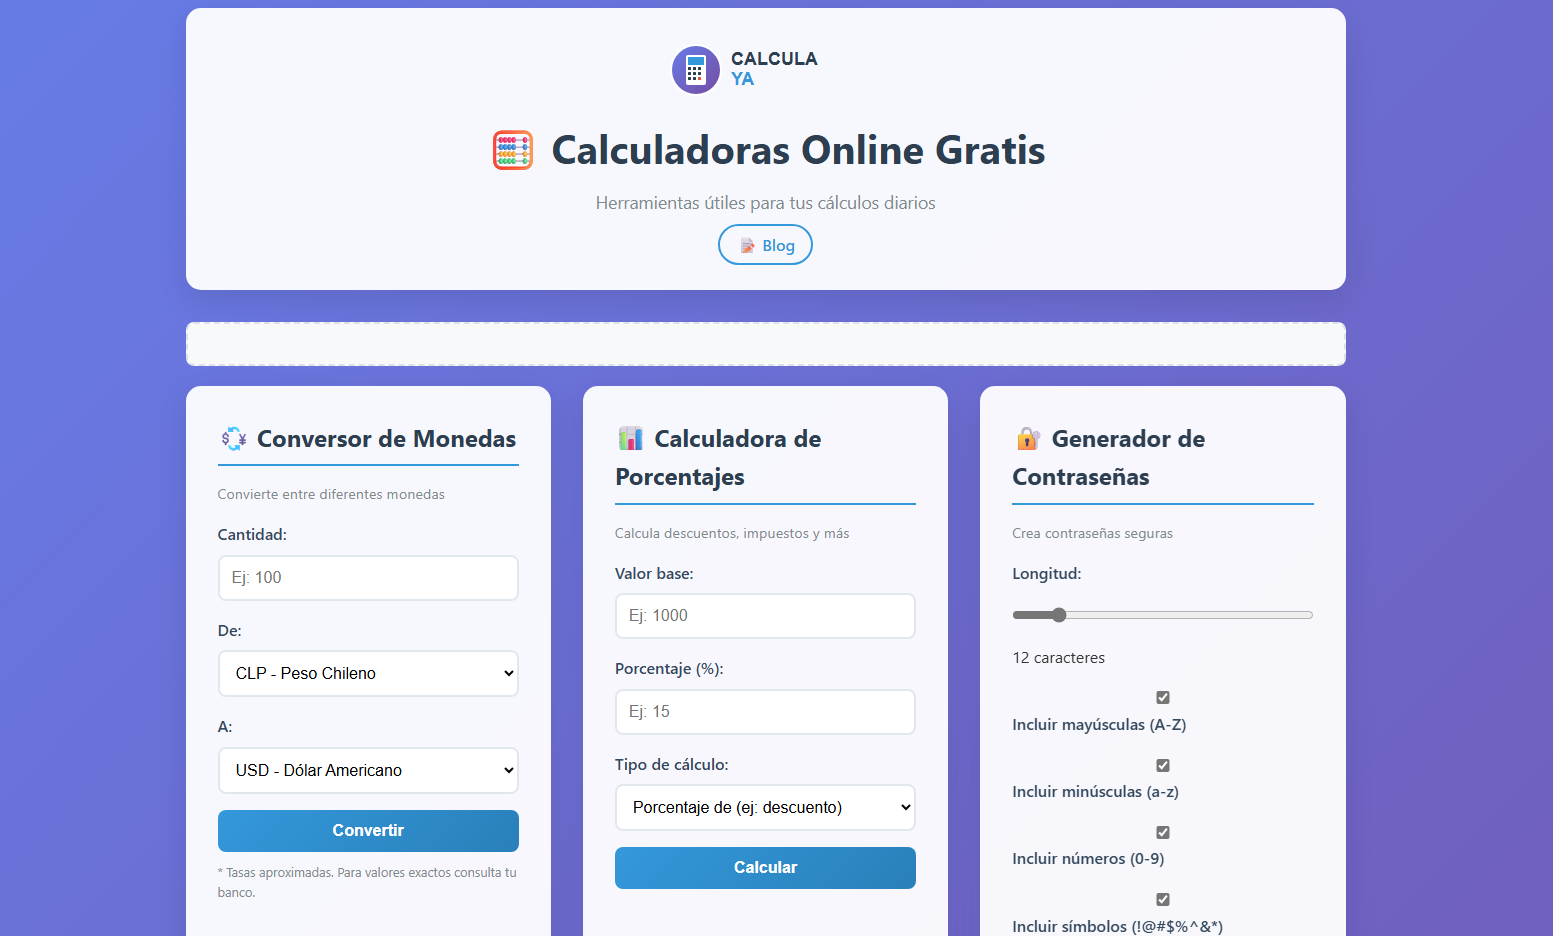 CALCULA
YA
Calculadoras Online Gratis
Herramientas útiles para tus cálculos diarios
Blog
Conversor de Monedas
Convierte entre diferentes monedas
Cantidad:
Ej: 100
De:
CLP - Peso Chileno
A:
USD - Dólar Americano
Convertir
* Tasas aproximadas. Para valores exactos consulta tu
banco.
Calculadora de
Porcentajes
Calcula descuentos, impuestos y más
Valor base:
Ej: 1000
Porcentaje (%):
Ej: 15
Tipo de cálculo:
Porcentaje de (ej: descuento)
Calcular
Generador de
Contraseñas
Crea contraseñas seguras
Longitud:
12 caracteres
Incluir mayúsculas (A-Z)
Incluir minúsculas (a-z)
Incluir números (0-9)
Incluir símbolos (!@#$%^&*)